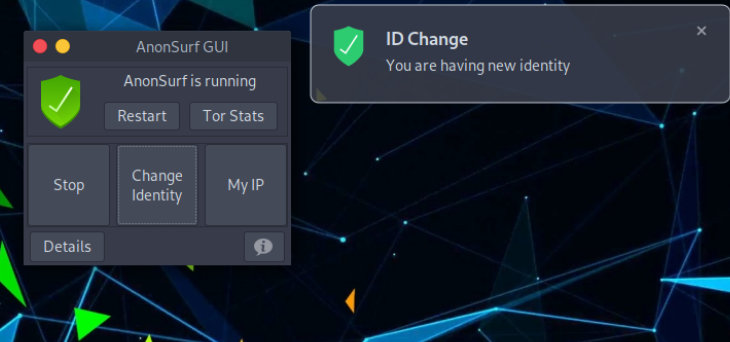 AnonSurf GUI
AnonSurf is running
Restart
Tor Stats
Stop
Change
Identity
My IP
Details
ID Change
You are having new identity